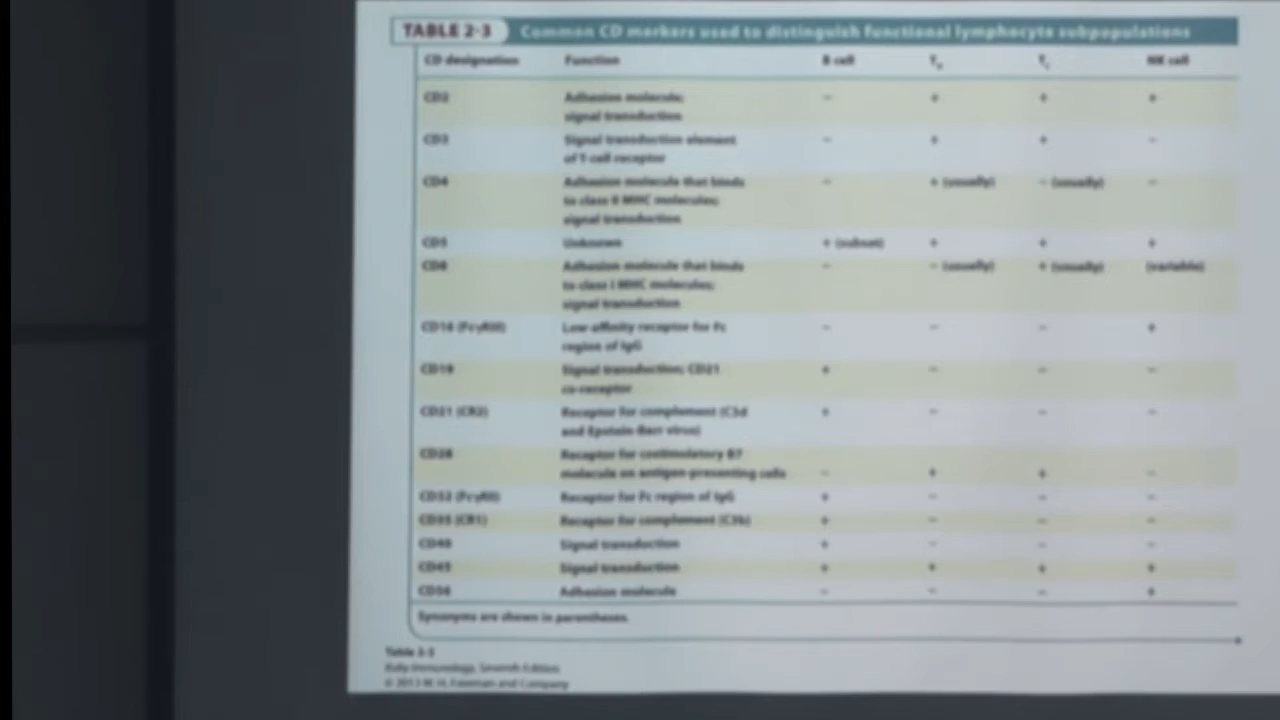 TABLE 2-3 Common CD markers used to distinguish functional lymphocyte subpopulations
CD designation Function B cell TH TC NK cell
CD2 Adhesion molecule; - + + +
signal transduction
CD3 Signal transduction element - + + -
of T cell receptor
CD4 Adhesion molecule that binds - + (usually) - (usually) -
to class II MHC molecules;
signal transduction
CD5 Unknown + (subset) + + +
CD8 Adhesion molecule that binds - - (usually) + (usually) (variable)
to class I MHC molecules;
signal transduction
CD16 (FcγRIII) Low-affinity receptor for Fc - - - +
region of IgG
CD19 Signal transduction; CD21 + - - -
co-receptor
CD21 (CR2) Receptor for complement (C3d + - - -
and Epstein-Barr virus)
CD28 Receptor for costimulatory B7
molecule on antigen-presenting cells - + + -
CD32 (FcγRII) Receptor for Fc region of IgG + - - -
CD35 (CR1) Receptor for complement (C3b) + - - -
CD40 Signal transduction + - - -
CD45 Signal transduction + + + +
CD56 Adhesion molecule - - - +
Synonyms are shown in parentheses.
Table 2-3
Kuby Immunology, Seventh Edition
© 2013 W. H. Freeman and Company